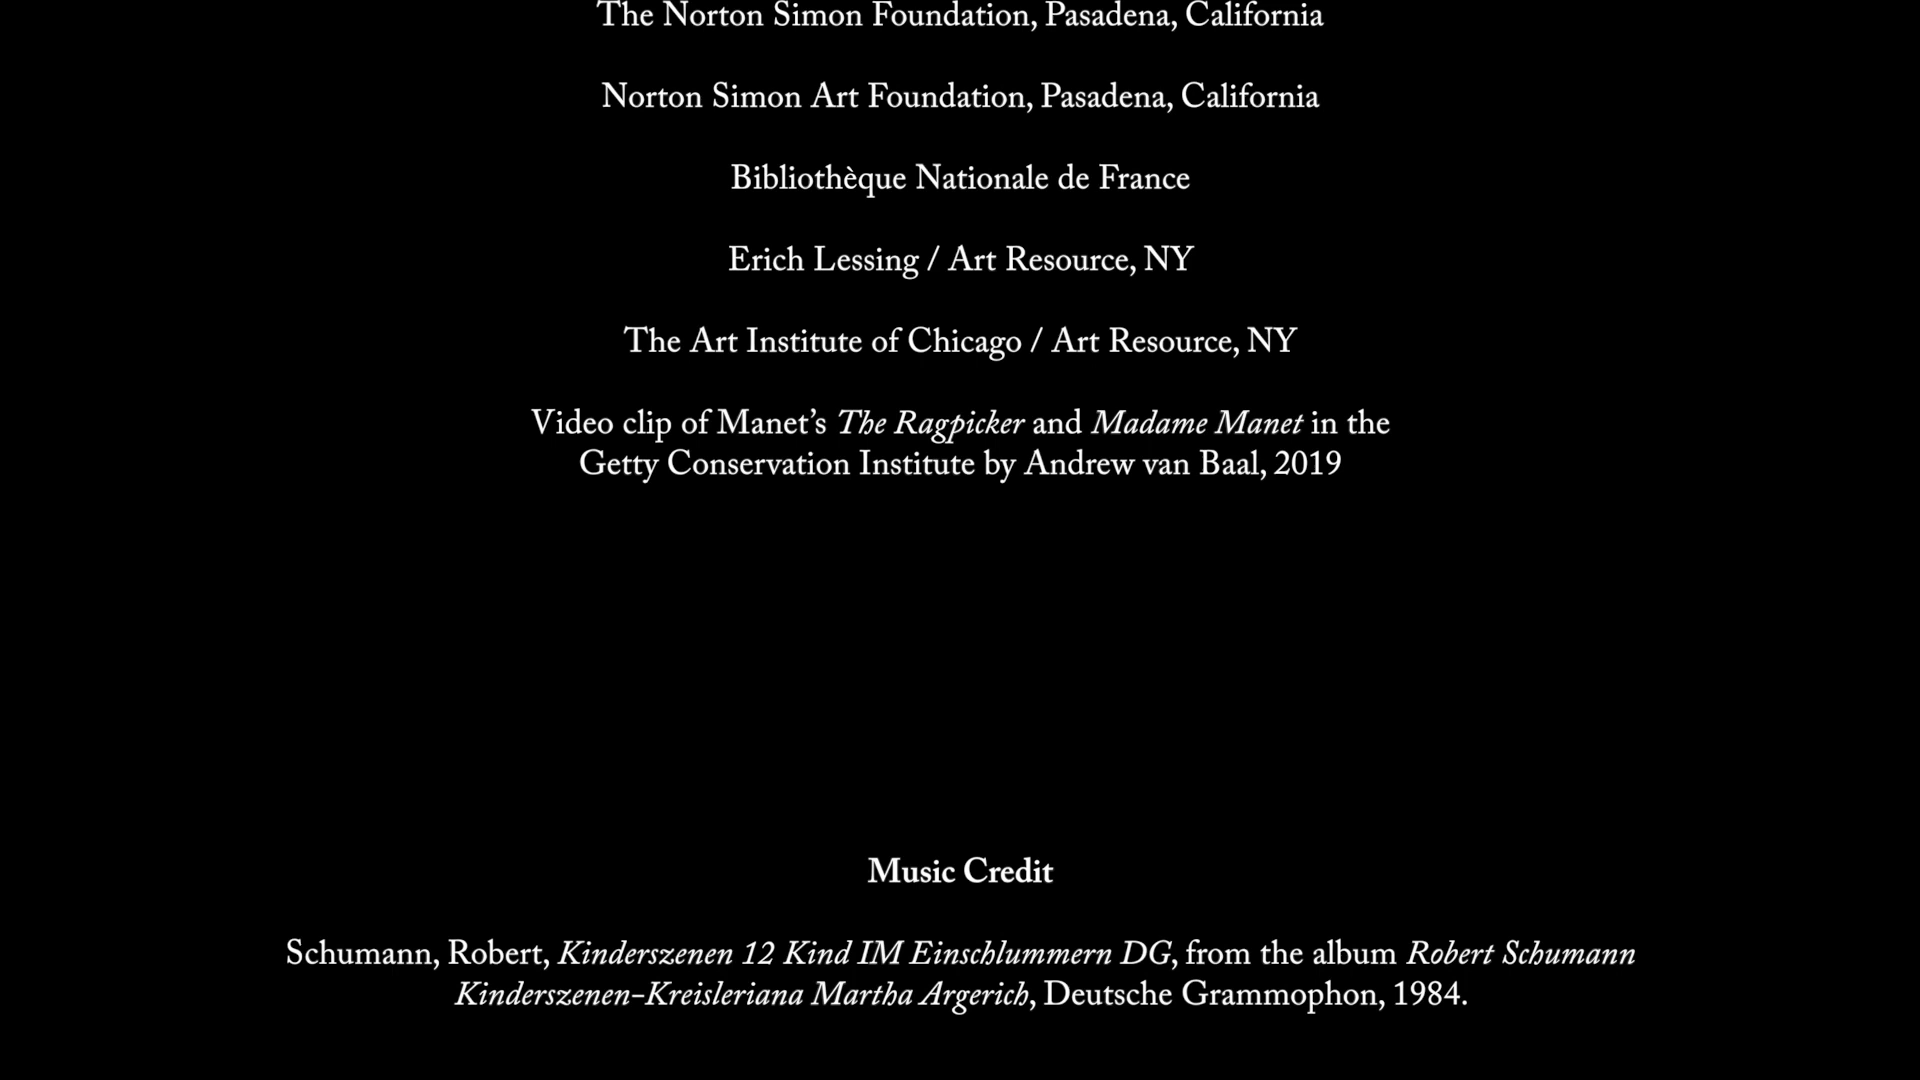 The Norton Simon Foundation, Pasadena, California
Norton Simon Art Foundation, Pasadena, California
Bibliothèque Nationale de France
Erich Lessing / Art Resource, NY
The Art Institute of Chicago / Art Resource, NY
Video clip of Manet’s The Ragpicker and Madame Manet in the
Getty Conservation Institute by Andrew van Baal, 2019
Music Credit
Schumann, Robert, Kinderszenen 12 Kind IM Einschlummern DG, from the album Robert Schumann
Kinderszenen-Kreisleriana Martha Argerich, Deutsche Grammophon, 1984.